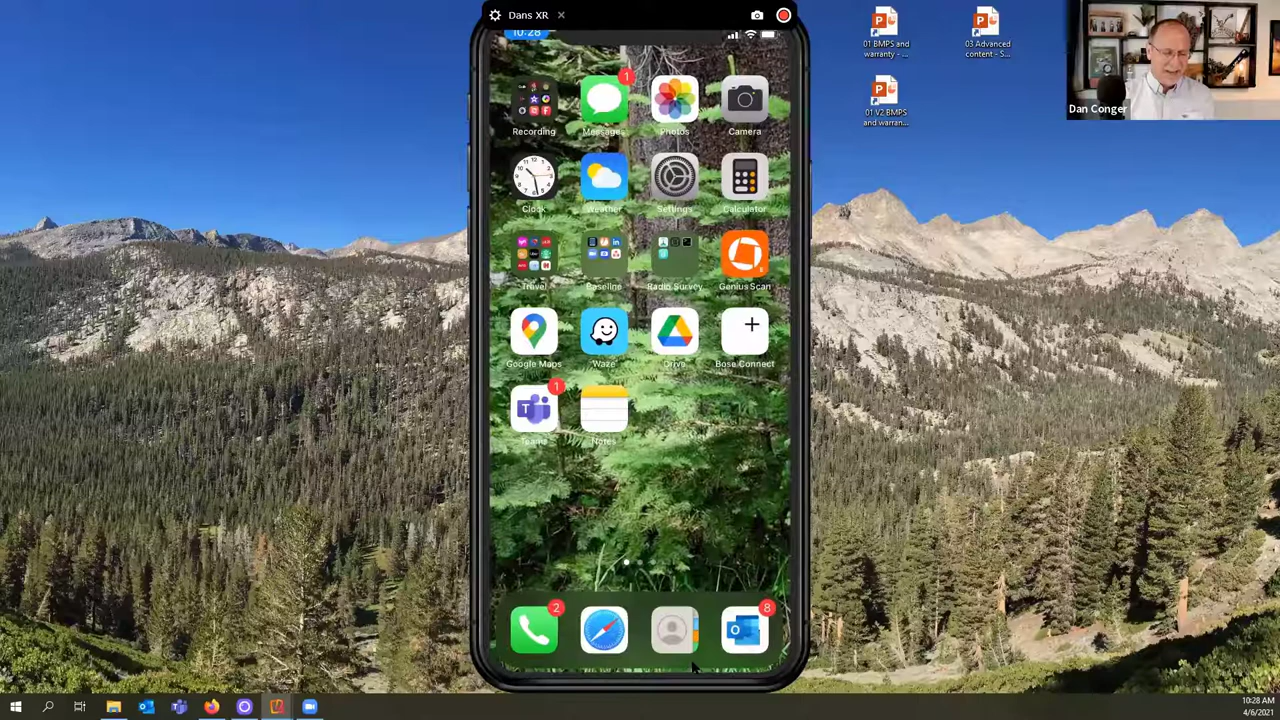 Dans XR
10:28
01 BMPS and
warranty - ...
03 Advanced
content - S...
Dan Conger
01 V2 BMPS
and warran...
1
Recording
Messages
Photos
Camera
Clock
Weather
Settings
Calculator
Travel
Baseline
Radio Survey
Genius Scan
Google Maps
Waze
Drive
Bose Connect
1
Teams
Notes
2
8
10:28 AM
4/6/2021